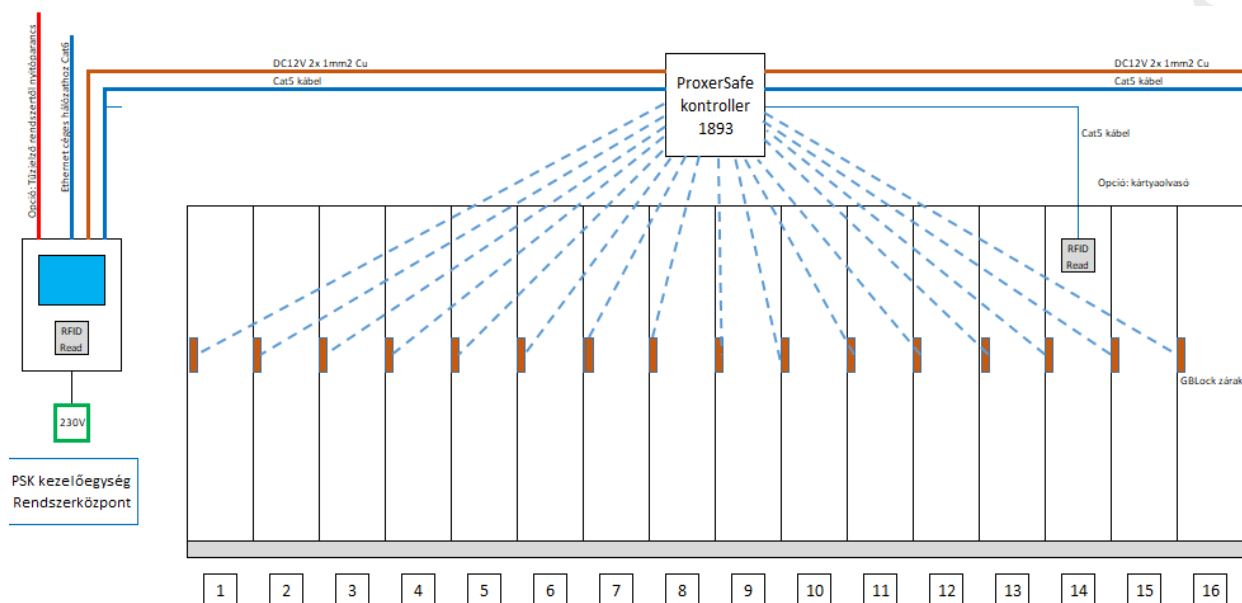 Opció: Tűzjelző rendszertől nyitóparancs
Ethernet céges hálózathoz Cat6
DC12V 2x 1mm2 Cu
Cat5 kábel
ProxerSafe
kontroller
1893
DC12V 2x 1mm2 Cu
Cat5 kábel
Cat5 kábel
Opció: kártyaolvasó
RFID
Read
RFID
Read
230V
GBLock zárak
PSK kezelőegység
Rendszerközpont
1 2 3 4 5 6 7 8 9 10 11 12 13 14 15 16